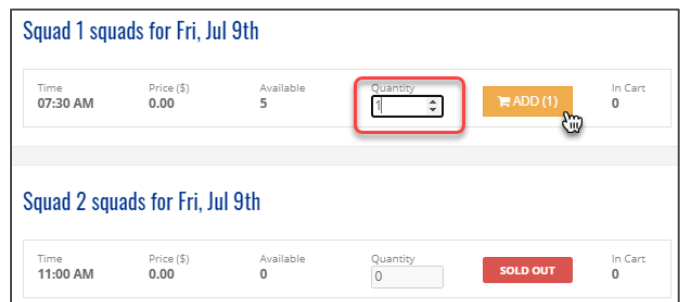 Squad 1 squads for Fri, Jul 9th
Time Price ($) Available Quantity In Cart
07:30 AM 0.00 5 1 ADD (1) 0
Squad 2 squads for Fri, Jul 9th
Time Price ($) Available Quantity In Cart
11:00 AM 0.00 0 0 SOLD OUT 0